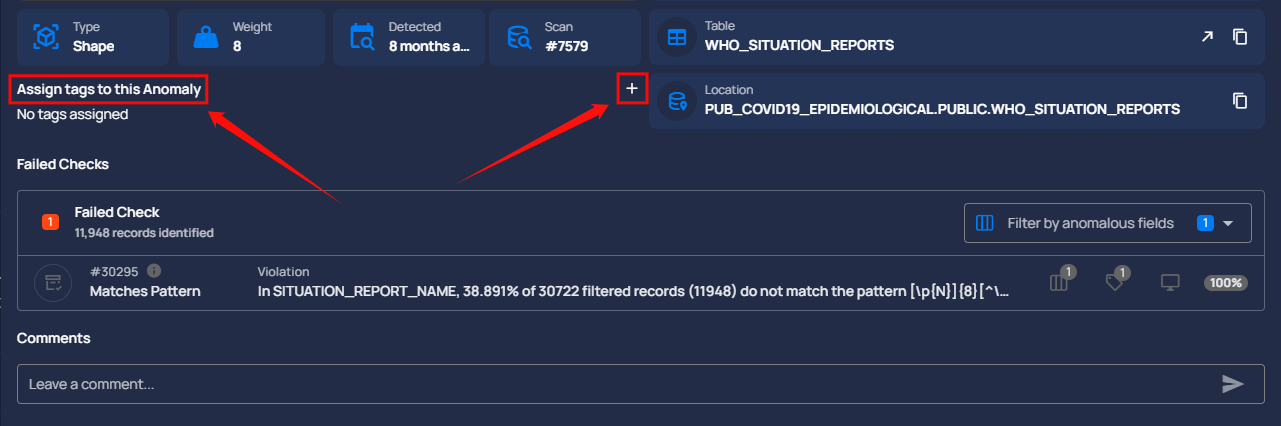 Type
Shape
Weight
8
Detected
8 months a...
Scan
#7579
Table
WHO_SITUATION_REPORTS
Assign tags to this Anomaly
+
No tags assigned
Location
PUB_COVID19_EPIDEMIOLOGICAL.PUBLIC.WHO_SITUATION_REPORTS
Failed Checks
1
Failed Check
11,948 records identified
Filter by anomalous fields 1
#30295
Matches Pattern
Violation
In SITUATION_REPORT_NAME, 38.891% of 30722 filtered records (11948) do not match the pattern [\p{N}]{8}[^\...
1
1
100%
Comments
Leave a comment...